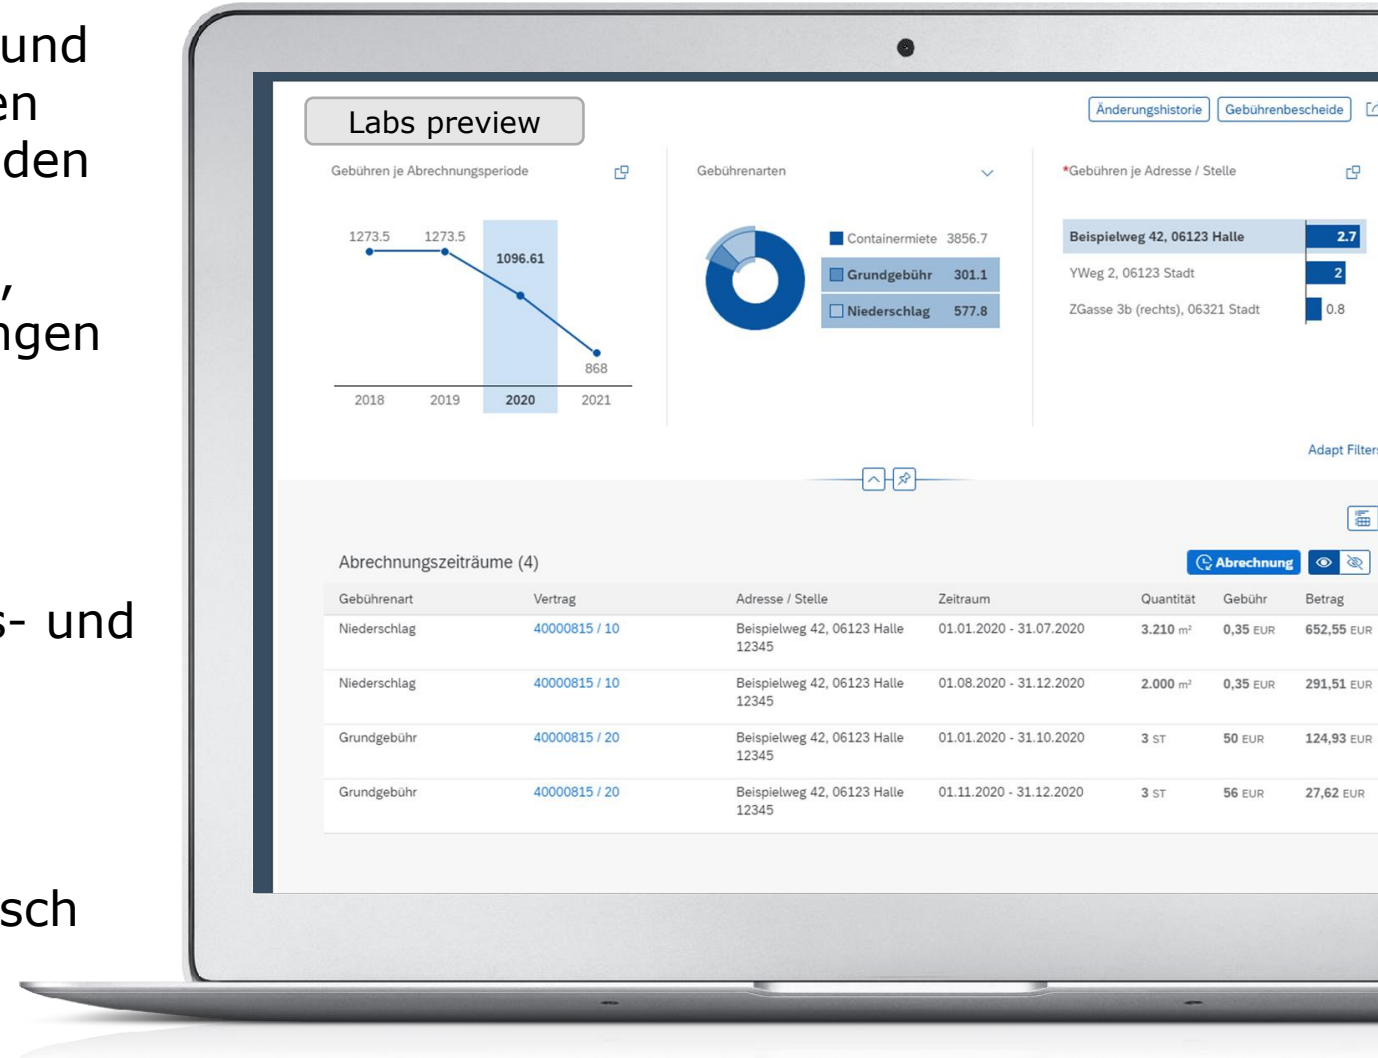 und
en
den
,
ngen
s- und
sch
Labs preview
Änderungshistorie Gebührenbescheide
Gebühren je Abrechnungsperiode
1273.5 1273.5
1096.61
868
2018 2019 2020 2021
Gebührenarten
Containermiete 3856.7
Grundgebühr 301.1
Niederschlag 577.8
*Gebühren je Adresse / Stelle
Beispielweg 42, 06123 Halle 2.7
YWeg 2, 06123 Stadt 2
ZGasse 3b (rechts), 06321 Stadt 0.8
Adapt Filters
Abrechnungszeiträume (4)
Abrechnung
Gebührenart Vertrag Adresse / Stelle Zeitraum Quantität Gebühr Betrag
Niederschlag 40000815 / 10 Beispielweg 42, 06123 Halle 01.01.2020 - 31.07.2020 3.210 m² 0,35 EUR 652,55 EUR
12345
Niederschlag 40000815 / 10 Beispielweg 42, 06123 Halle 01.08.2020 - 31.12.2020 2.000 m² 0,35 EUR 291,51 EUR
12345
Grundgebühr 40000815 / 20 Beispielweg 42, 06123 Halle 01.01.2020 - 31.10.2020 3 ST 50 EUR 124,93 EUR
12345
Grundgebühr 40000815 / 20 Beispielweg 42, 06123 Halle 01.11.2020 - 31.12.2020 3 ST 56 EUR 27,62 EUR
12345